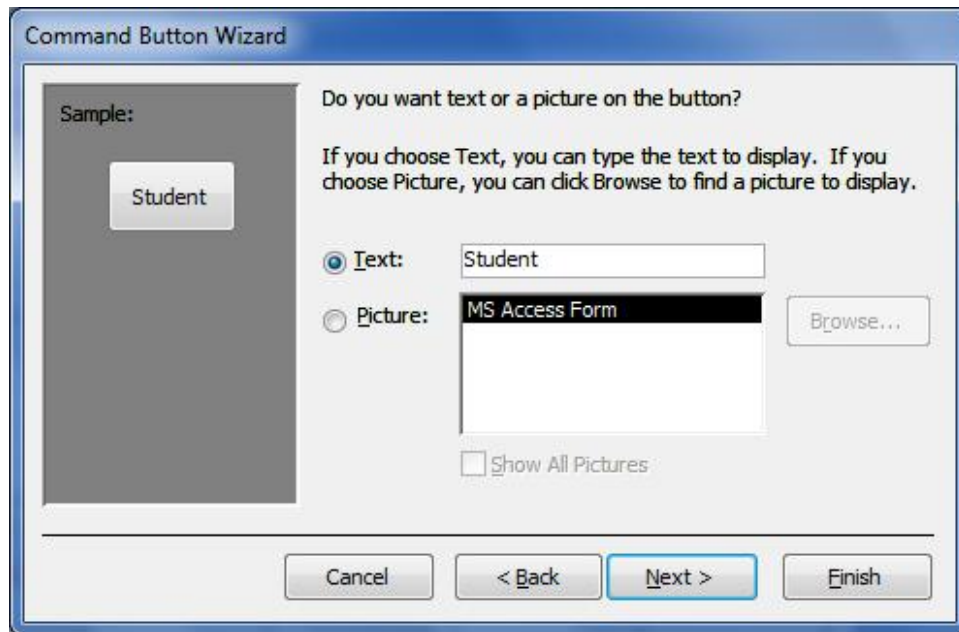 Command Button Wizard
Sample:
Student
Do you want text or a picture on the button?
If you choose Text, you can type the text to display. If you
choose Picture, you can click Browse to find a picture to display.
Text: Student
Picture: MS Access Form
Browse...
Show All Pictures
Cancel < Back Next > Finish